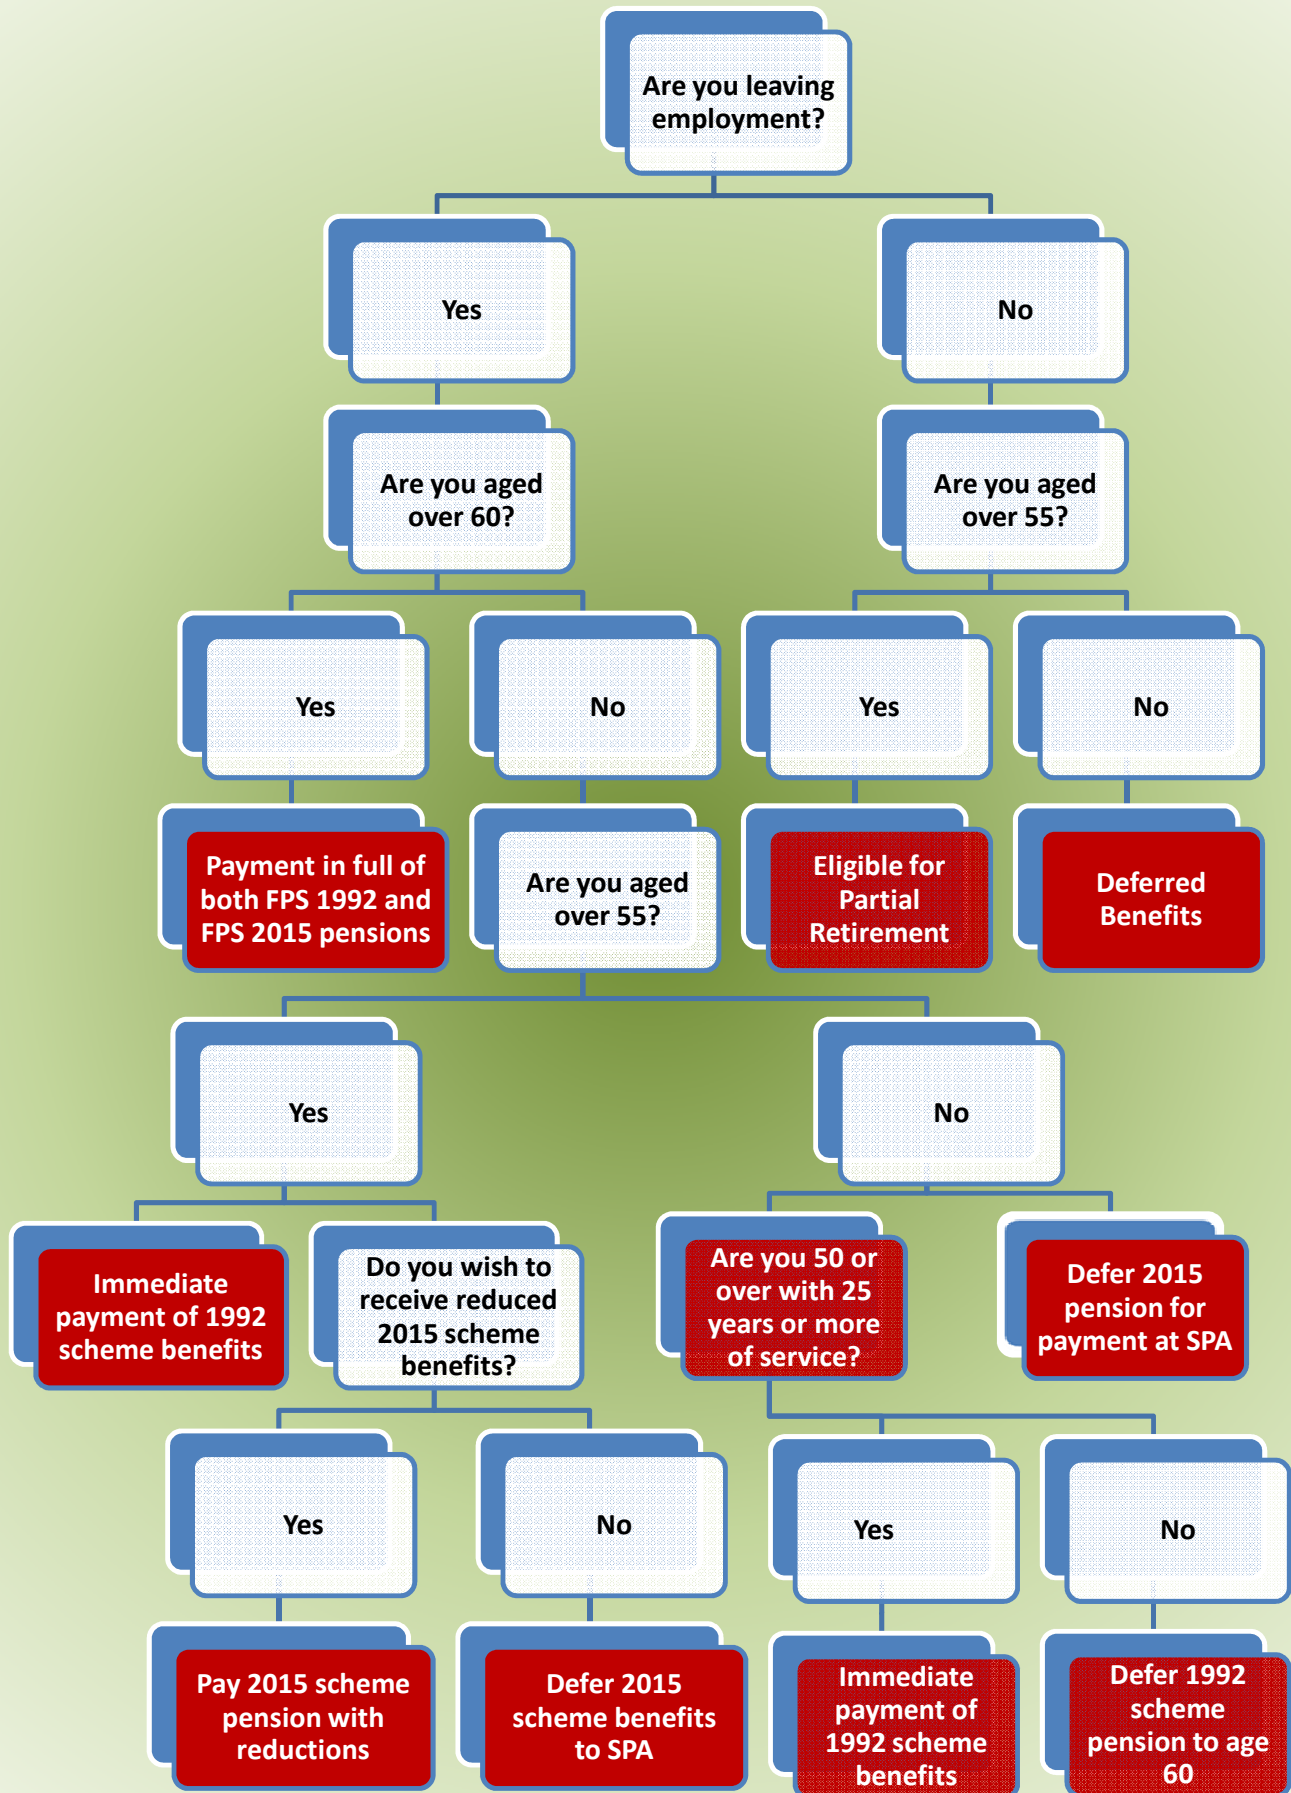 Are you leaving
employment?
Yes
No
Are you aged
over 60?
Are you aged
over 55?
Yes
No
Yes
No
Payment in full of
both FPS 1992 and
FPS 2015 pensions
Are you aged
over 55?
Eligible for
Partial
Retirement
Deferred
Benefits
Yes
No
Immediate
payment of 1992
scheme benefits
Do you wish to
receive reduced
2015 scheme
benefits?
Are you 50 or
over with 25
years or more
of service?
Defer 2015
pension for
payment at SPA
Yes
No
Yes
No
Pay 2015 scheme
pension with
reductions
Defer 2015
scheme benefits
to SPA
Immediate
payment of
1992 scheme
benefits
Defer 1992
scheme
pension to age
60